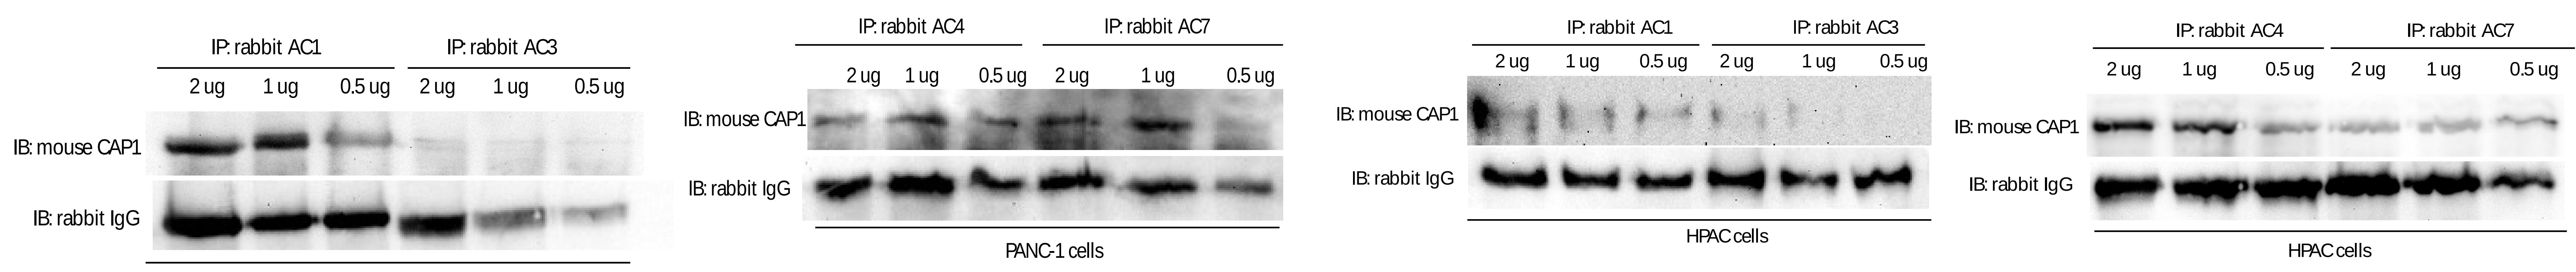 IP: rabbit AC1 IP: rabbit AC3
2 ug 1 ug 0.5 ug 2 ug 1 ug 0.5 ug
IB: mouse CAP1
IB: rabbit IgG
IP: rabbit AC4 IP: rabbit AC7
2 ug 1 ug 0.5 ug 2 ug 1 ug 0.5 ug
IB: mouse CAP1
IB: rabbit IgG
PANC-1 cells
IP: rabbit AC1 IP: rabbit AC3
2 ug 1 ug 0.5 ug 2 ug 1 ug 0.5 ug
IB: mouse CAP1
IB: rabbit IgG
HPAC cells
IP: rabbit AC4 IP: rabbit AC7
2 ug 1 ug 0.5 ug 2 ug 1 ug 0.5 ug
IB: mouse CAP1
IB: rabbit IgG
HPAC cells